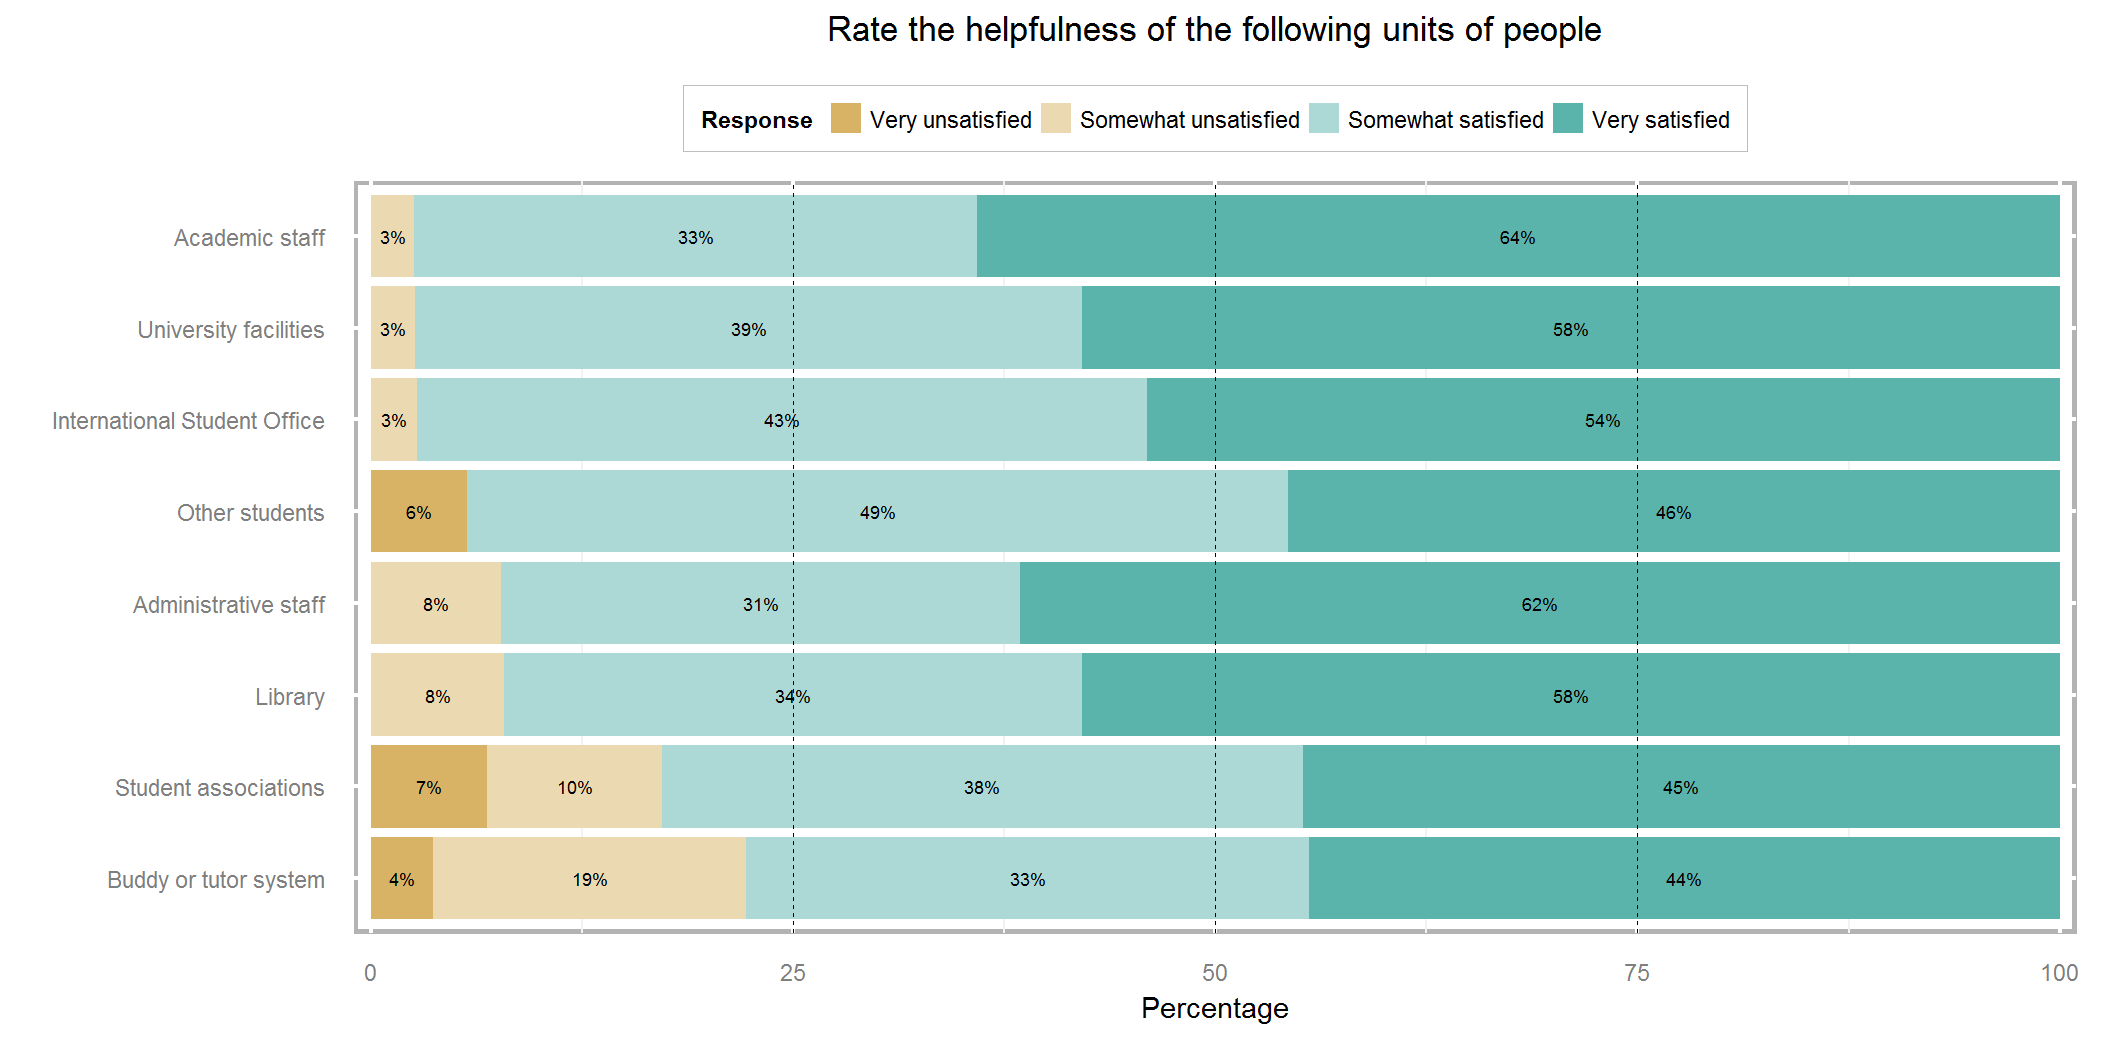 Rate the helpfulness of the following units of people
Response Very unsatisfied Somewhat unsatisfied Somewhat satisfied Very satisfied
Academic staff 3% 33% 64%
University facilities 3% 39% 58%
International Student Office 3% 43% 54%
Other students 6% 49% 46%
Administrative staff 8% 31% 62%
Library 8% 34% 58%
Student associations 7% 10% 38% 45%
Buddy or tutor system 4% 19% 33% 44%
0 25 50 75 100
Percentage